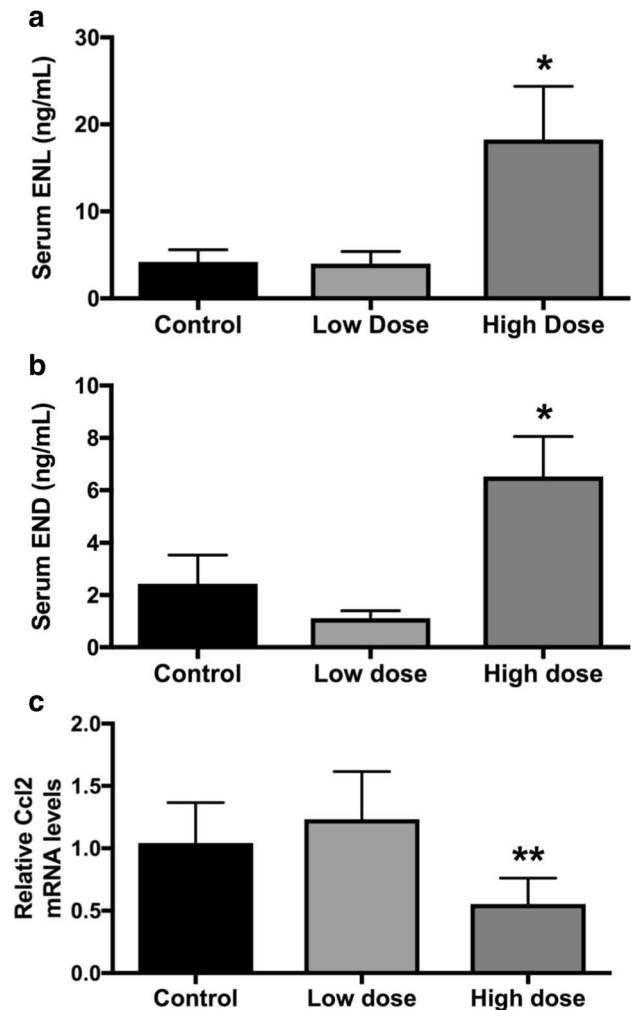 a
Serum ENL (ng/mL)
30
20
10
0
*
Control Low Dose High Dose
b
Serum END (ng/mL)
10
8
6
4
2
0
*
Control Low dose High dose
c
Relative Ccl2
mRNA levels
2.0
1.5
1.0
0.5
0.0
**
Control Low dose High dose